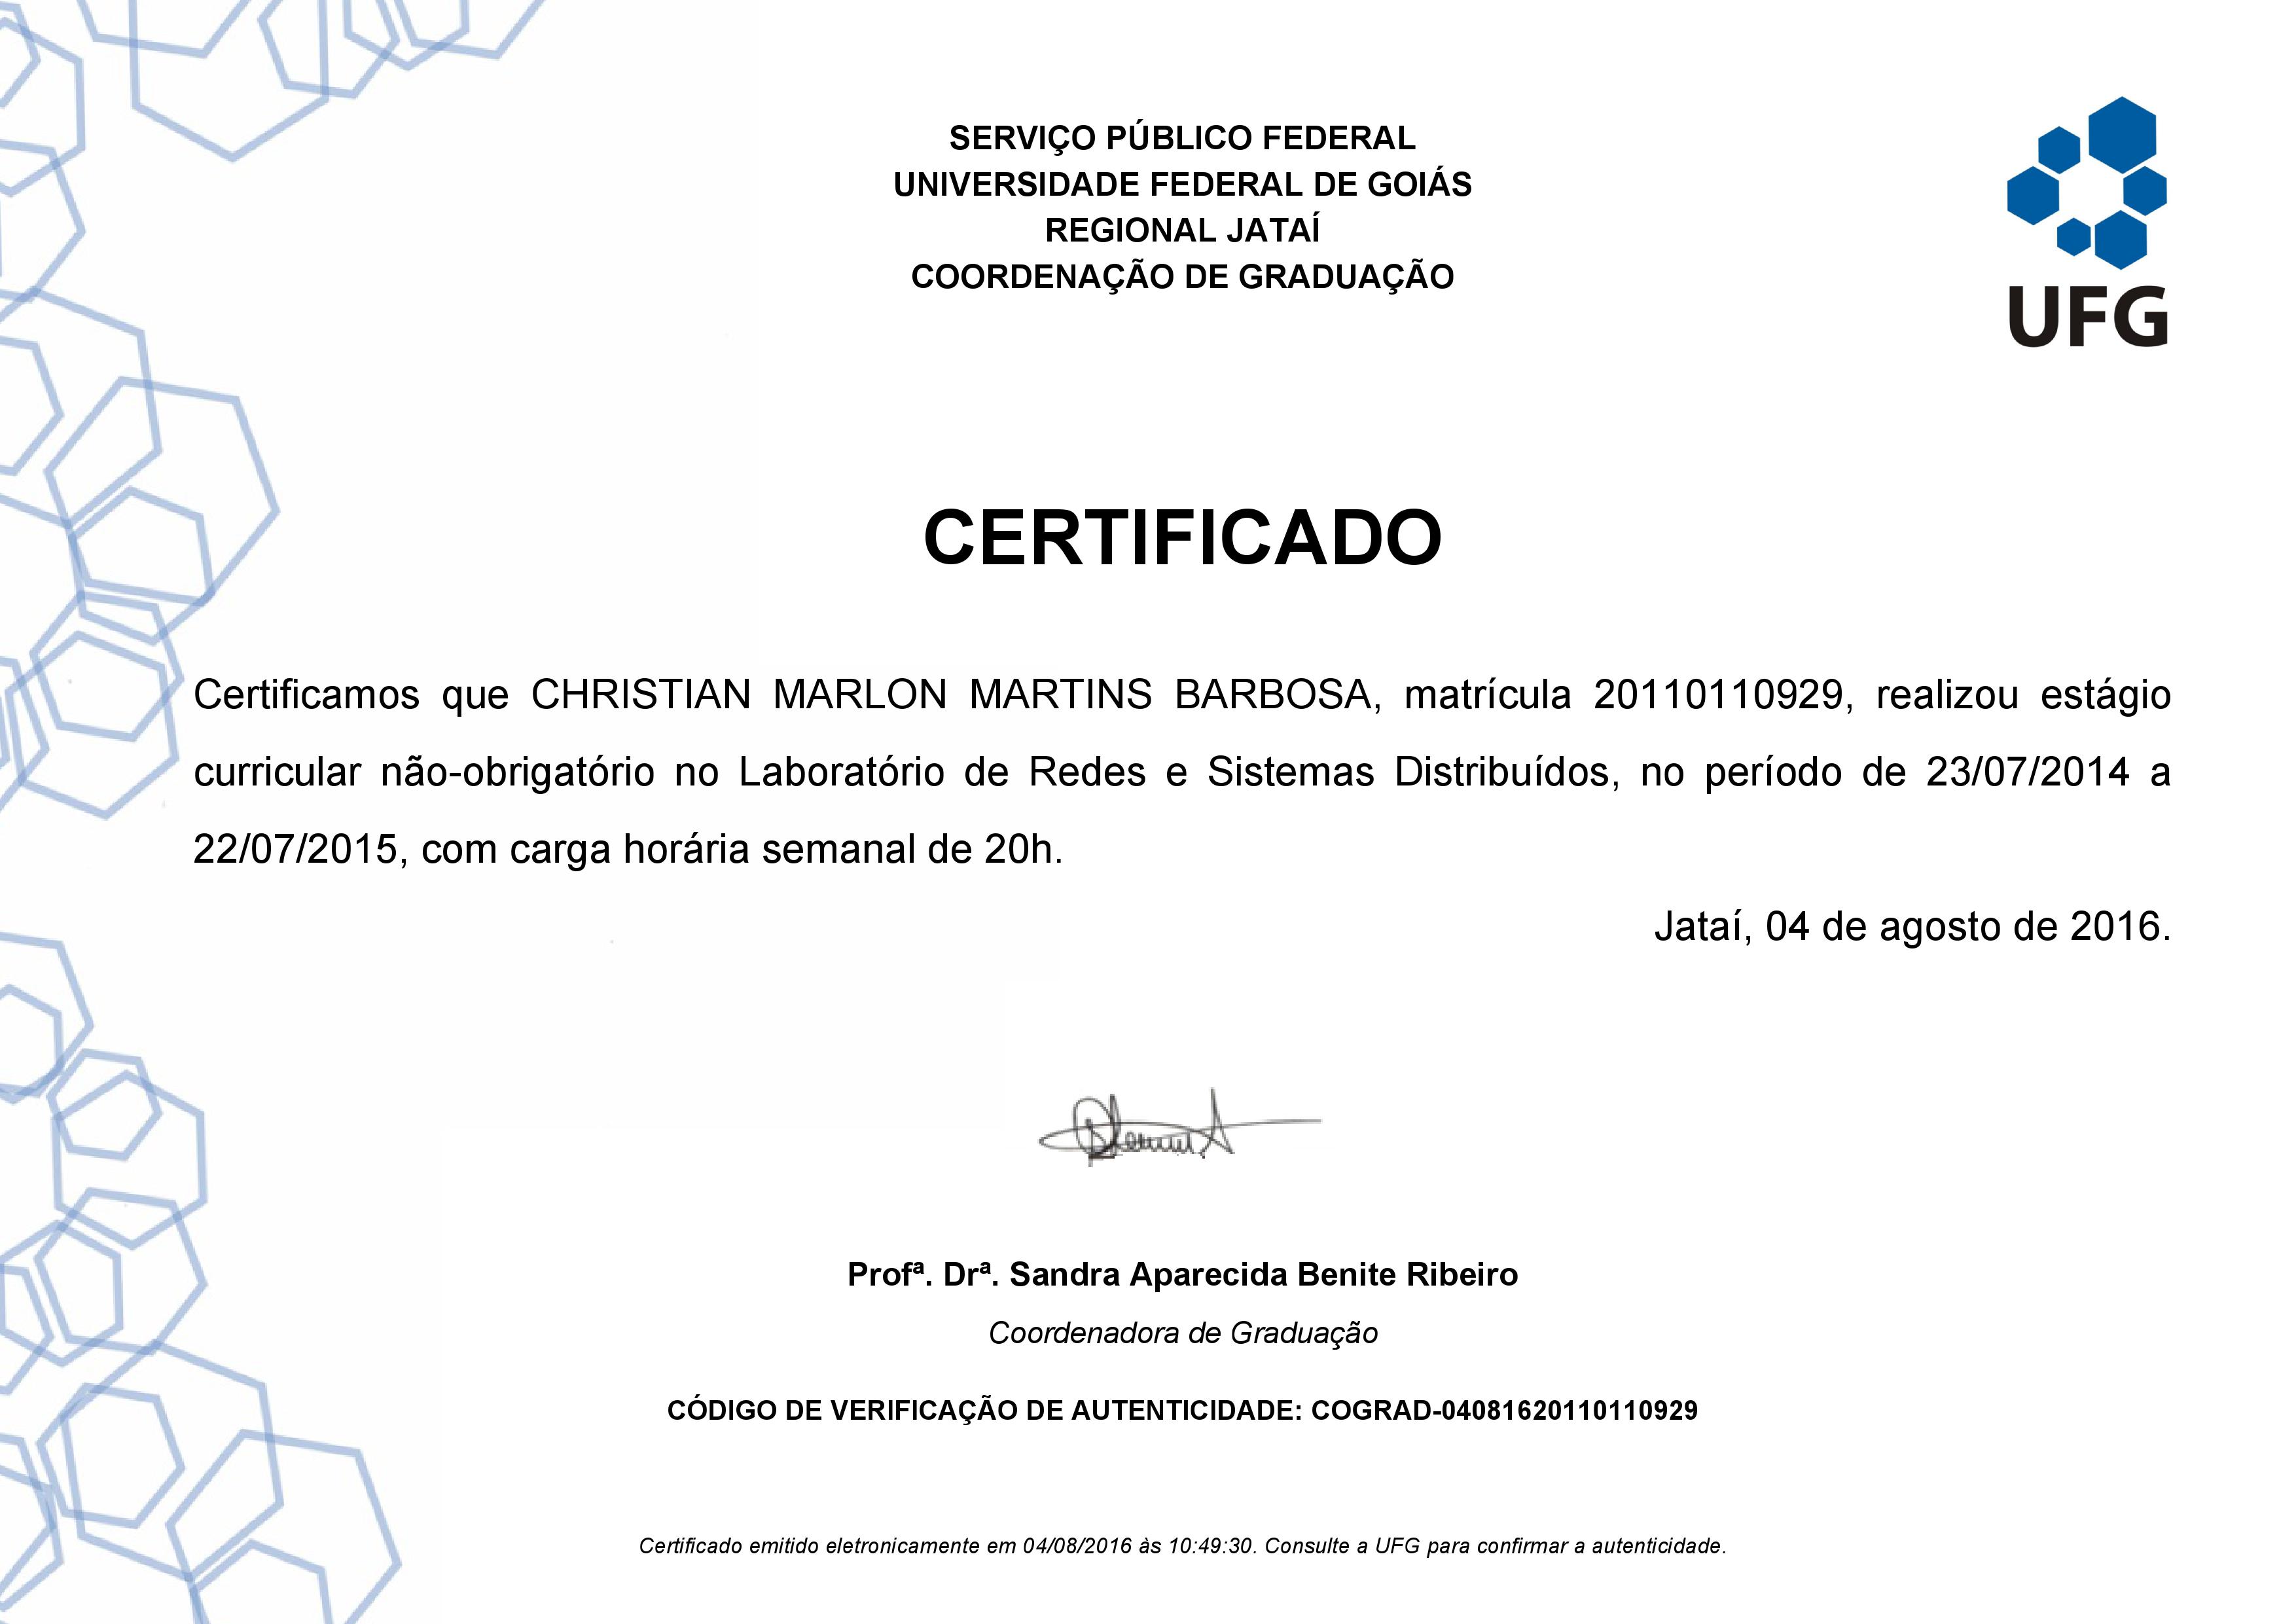 SERVIÇO PÚBLICO FEDERAL
UNIVERSIDADE FEDERAL DE GOIÁS
REGIONAL JATAÍ
COORDENAÇÃO DE GRADUAÇÃO
UFG
CERTIFICADO
Certificamos que CHRISTIAN MARLON MARTINS BARBOSA, matrícula 20110110929, realizou estágio
curricular não-obrigatório no Laboratório de Redes e Sistemas Distribuídos, no período de 23/07/2014 a
22/07/2015, com carga horária semanal de 20h.
Jataí, 04 de agosto de 2016.
Profª. Drª. Sandra Aparecida Benite Ribeiro
Coordenadora de Graduação
CÓDIGO DE VERIFICAÇÃO DE AUTENTICIDADE: COGRAD-04081620110110929
Certificado emitido eletronicamente em 04/08/2016 às 10:49:30. Consulte a UFG para confirmar a autenticidade.